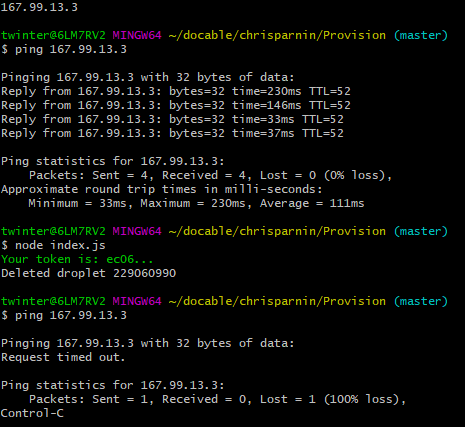 167.99.13.3
twinter@6LM7RV2 MINGW64 ~/docable/chrisparnin/Provision (master)
$ ping 167.99.13.3
Pinging 167.99.13.3 with 32 bytes of data:
Reply from 167.99.13.3: bytes=32 time=230ms TTL=52
Reply from 167.99.13.3: bytes=32 time=146ms TTL=52
Reply from 167.99.13.3: bytes=32 time=33ms TTL=52
Reply from 167.99.13.3: bytes=32 time=37ms TTL=52
Ping statistics for 167.99.13.3:
    Packets: Sent = 4, Received = 4, Lost = 0 (0% loss),
Approximate round trip times in milli-seconds:
    Minimum = 33ms, Maximum = 230ms, Average = 111ms
twinter@6LM7RV2 MINGW64 ~/docable/chrisparnin/Provision (master)
$ node index.js
Your token is: ec06...
Deleted droplet 229060990
twinter@6LM7RV2 MINGW64 ~/docable/chrisparnin/Provision (master)
$ ping 167.99.13.3
Pinging 167.99.13.3 with 32 bytes of data:
Request timed out.
Ping statistics for 167.99.13.3:
    Packets: Sent = 1, Received = 0, Lost = 1 (100% loss),
Control-C